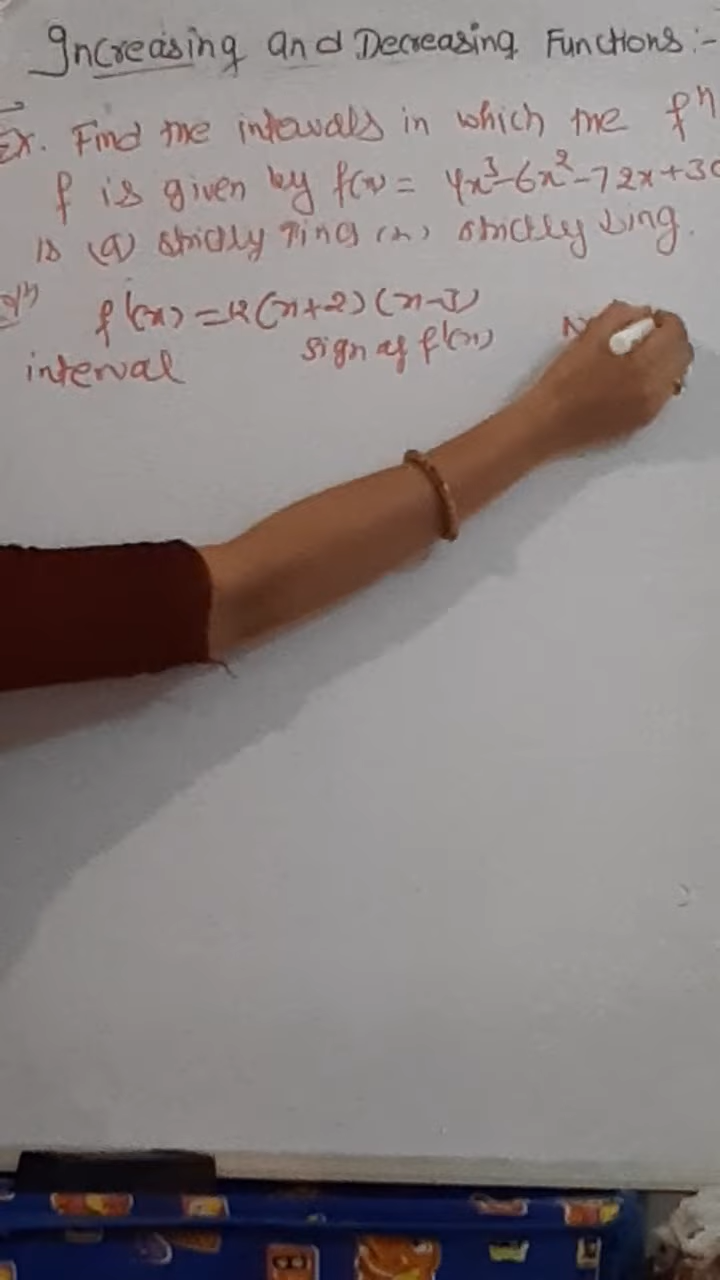 Increasing and Decreasing Functions:-
Ex. Find the intervals in which the fⁿ
f is given by f(x) = 4x³-6x²-72x+30
is (a) strictly ↑ing (b) strictly ↓ing.
Solⁿ f'(x) = 12(x+2)(x-3)
interval sign of f'(x) N